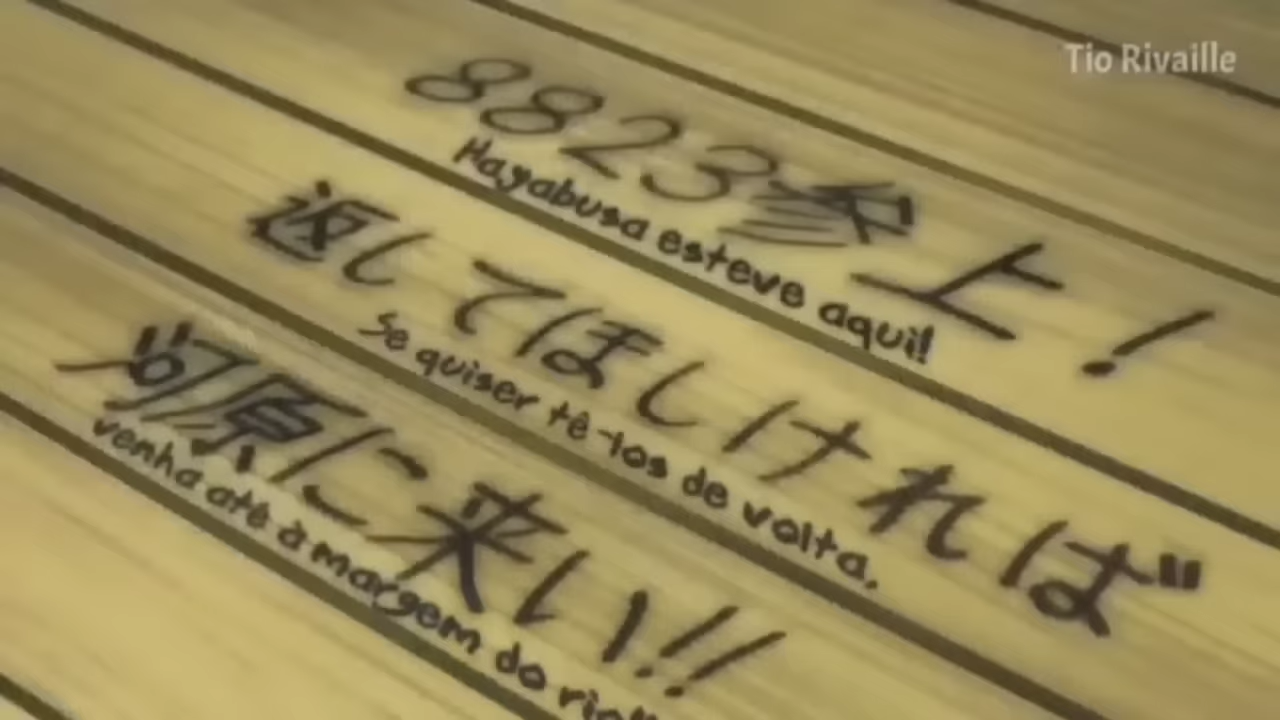 Tio Rivaille
8823参上!
Hayabusa esteve aqui!
返してほしければ
Se quiser tê-los de volta,
河原に来い!!
venha até à margem do rio!!